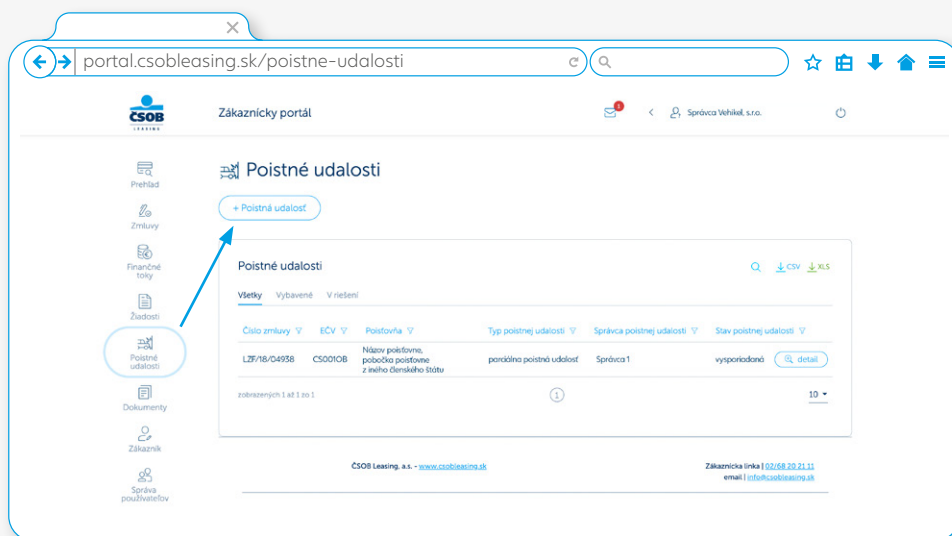 portal.csobleasing.sk/poistne-udalosti
ČSOB
LEASING
Zákaznícky portál
1
Správca Vehikel, s.r.o.
Prehľad
Zmluvy
Finančné
toky
Žiadosti
Poistné
udalosti
Dokumenty
Zákazník
Správa
používateľov
Poistné udalosti
+ Poistná udalosť
Poistné udalosti
CSV XLS
Všetky Vybavené V riešení
Číslo zmluvy EČV Poisťovňa Typ poistnej udalosti Správca poistnej udalosti Stav poistnej udalosti
LZF/18/04938 CS001OB Názov poisťovne, pobočka poisťovne z iného členského štátu parciálna poistná udalosť Správca 1 vysporiadaná detail
zobrazených 1 až 1 zo 1
1
10
ČSOB Leasing, a.s. - www.csobleasing.sk
Zákaznícka linka | 02/68 20 21 11
email | info@csobleasing.sk